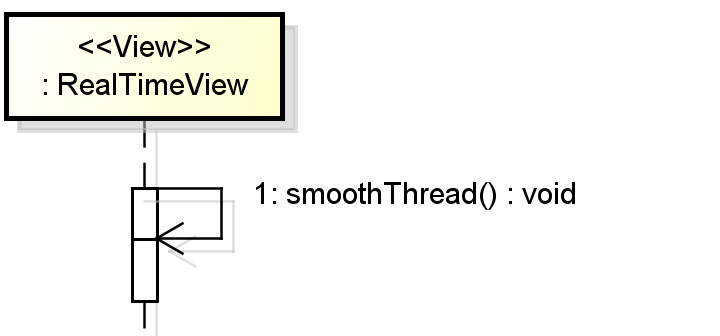 <<View>>
: RealTimeView
1: smoothThread() : void